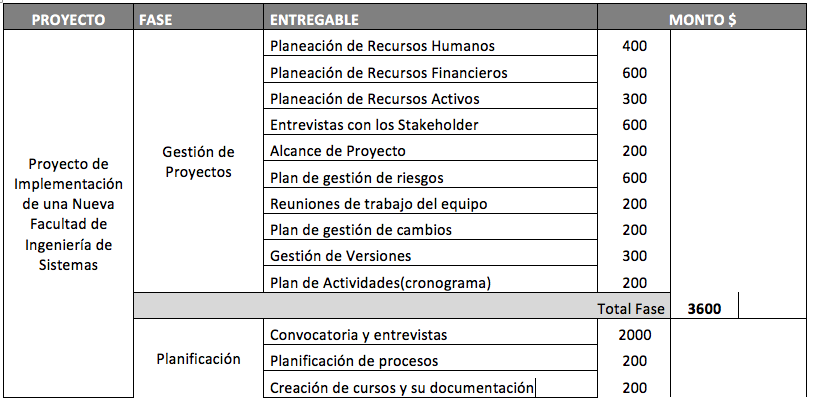 PROYECTO FASE ENTREGABLE MONTO $
Proyecto de
Implementación
de una Nueva
Facultad de
Ingeniería de
Sistemas
Gestión de
Proyectos
Planeación de Recursos Humanos 400
Planeación de Recursos Financieros 600
Planeación de Recursos Activos 300
Entrevistas con los Stakeholder 600
Alcance de Proyecto 200
Plan de gestión de riesgos 600
Reuniones de trabajo del equipo 200
Plan de gestión de cambios 200
Gestión de Versiones 300
Plan de Actividades(cronograma) 200
Total Fase 3600
Planificación
Convocatoria y entrevistas 2000
Planificación de procesos 200
Creación de cursos y su documentación 200